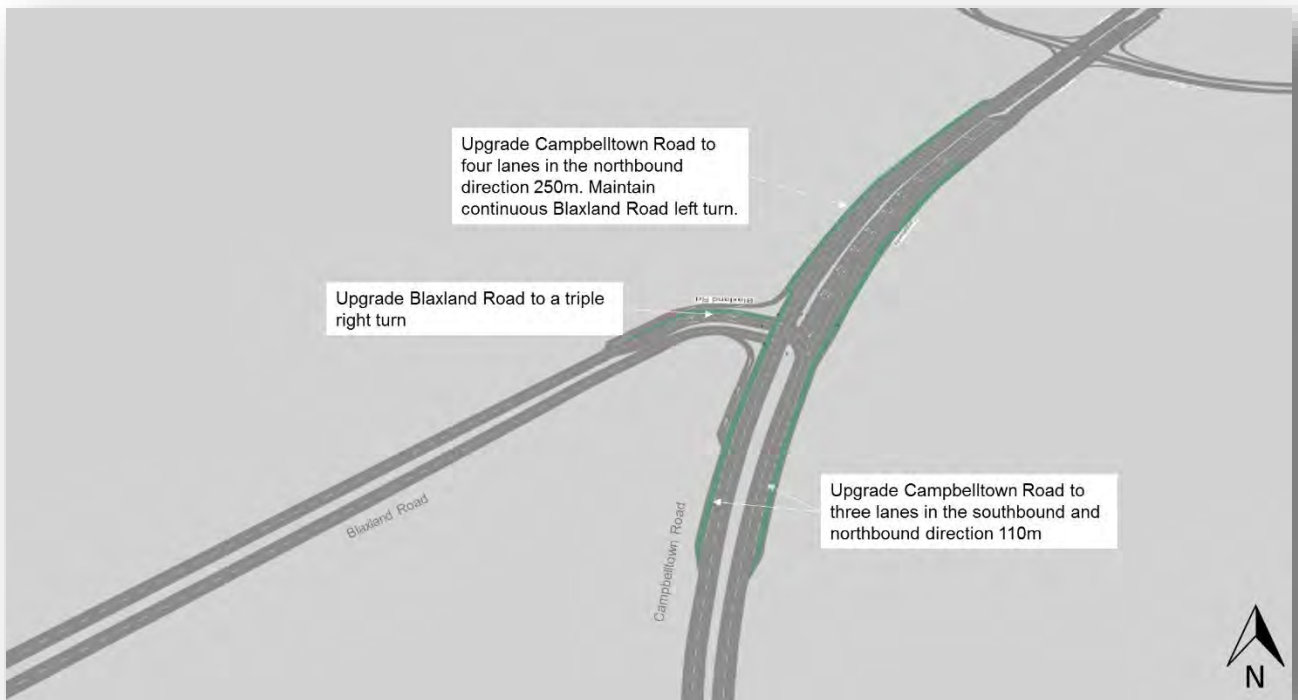 Upgrade Campbelltown Road to
four lanes in the northbound
direction 250m. Maintain
continuous Blaxland Road left turn.
Upgrade Blaxland Road to a triple
right turn
Blaxland Rd
Upgrade Campbelltown Road to
three lanes in the southbound and
northbound direction 110m
Blaxland Road
Campbelltown Road
N